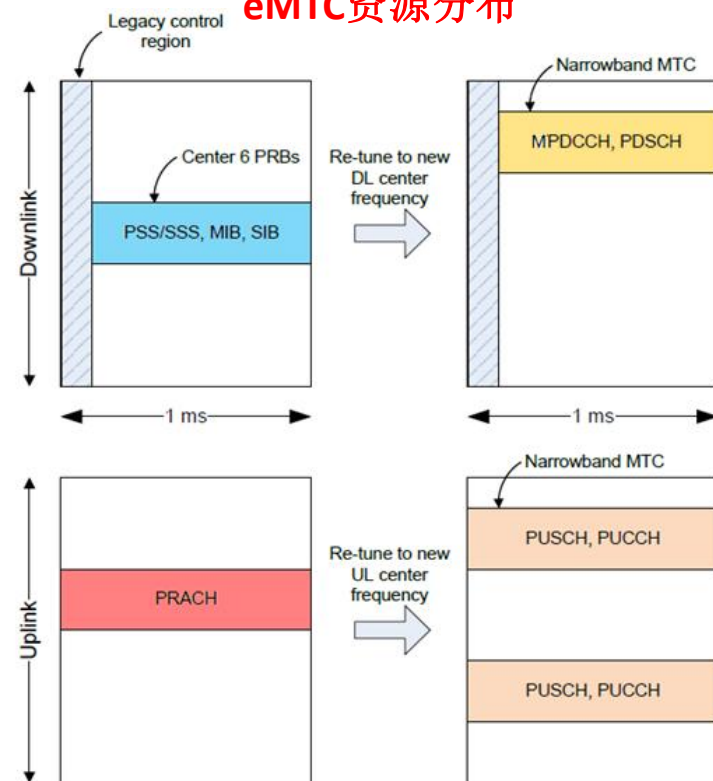 eMTC资源分布
Legacy control
region
Narrowband MTC
Center 6 PRBs
MPDCCH, PDSCH
Re-tune to new
DL center
frequency
PSS/SSS, MIB, SIB
Downlink
1 ms
1 ms
Narrowband MTC
PUSCH, PUCCH
Re-tune to new
UL center
frequency
PRACH
Uplink
PUSCH, PUCCH